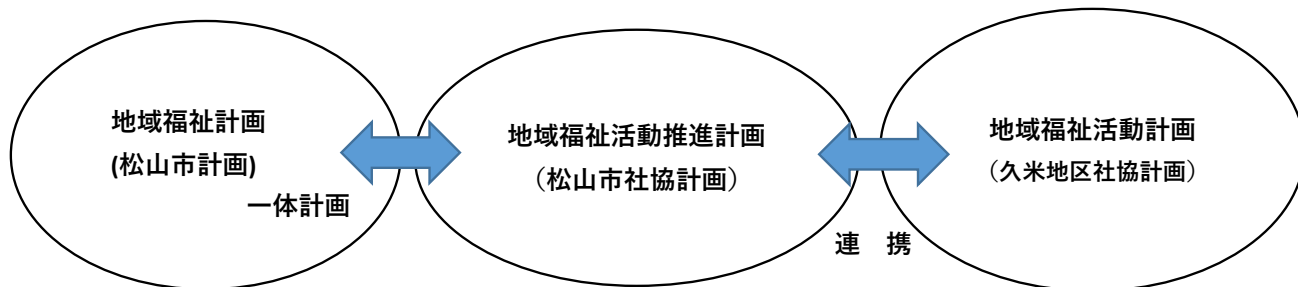 地域福祉計画
(松山市計画)
一体計画
地域福祉活動推進計画
（松山市社協計画）
連　携
地域福祉活動計画
（久米地区社協計画）